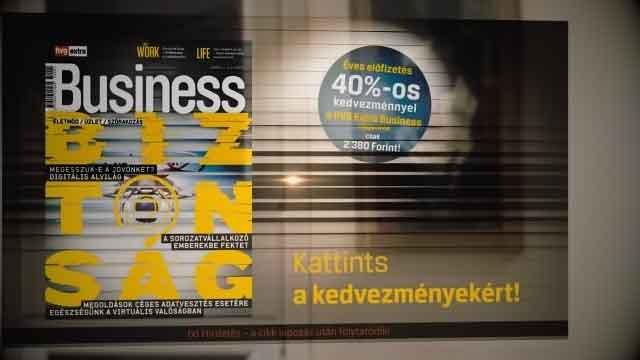 hvg extra
WORK
LIFE
Business
ÉLETMÓD / ÜZLET / SZÓRAKOZÁS
BIZ
MEGESSZÜK-E A JÖVŐNKET?
DIGITÁLIS ALVILÁG
TON
A SOROZATVÁLLALKOZÓ
EMBEREKBE FEKTET
SÁG
MEGOLDÁSOK CÉGES ADATVESZTÉS ESETÉRE
EGÉSZSÉGÜNK A VIRTUÁLIS VALÓSÁGBAN
Éves előfizetés
40%-os
kedvezménnyel
a HVG Extra Business
csak
2 380 Forint!
Kattints
a kedvezményekért!
hirdetés – a cikk lapozás után folytatódik